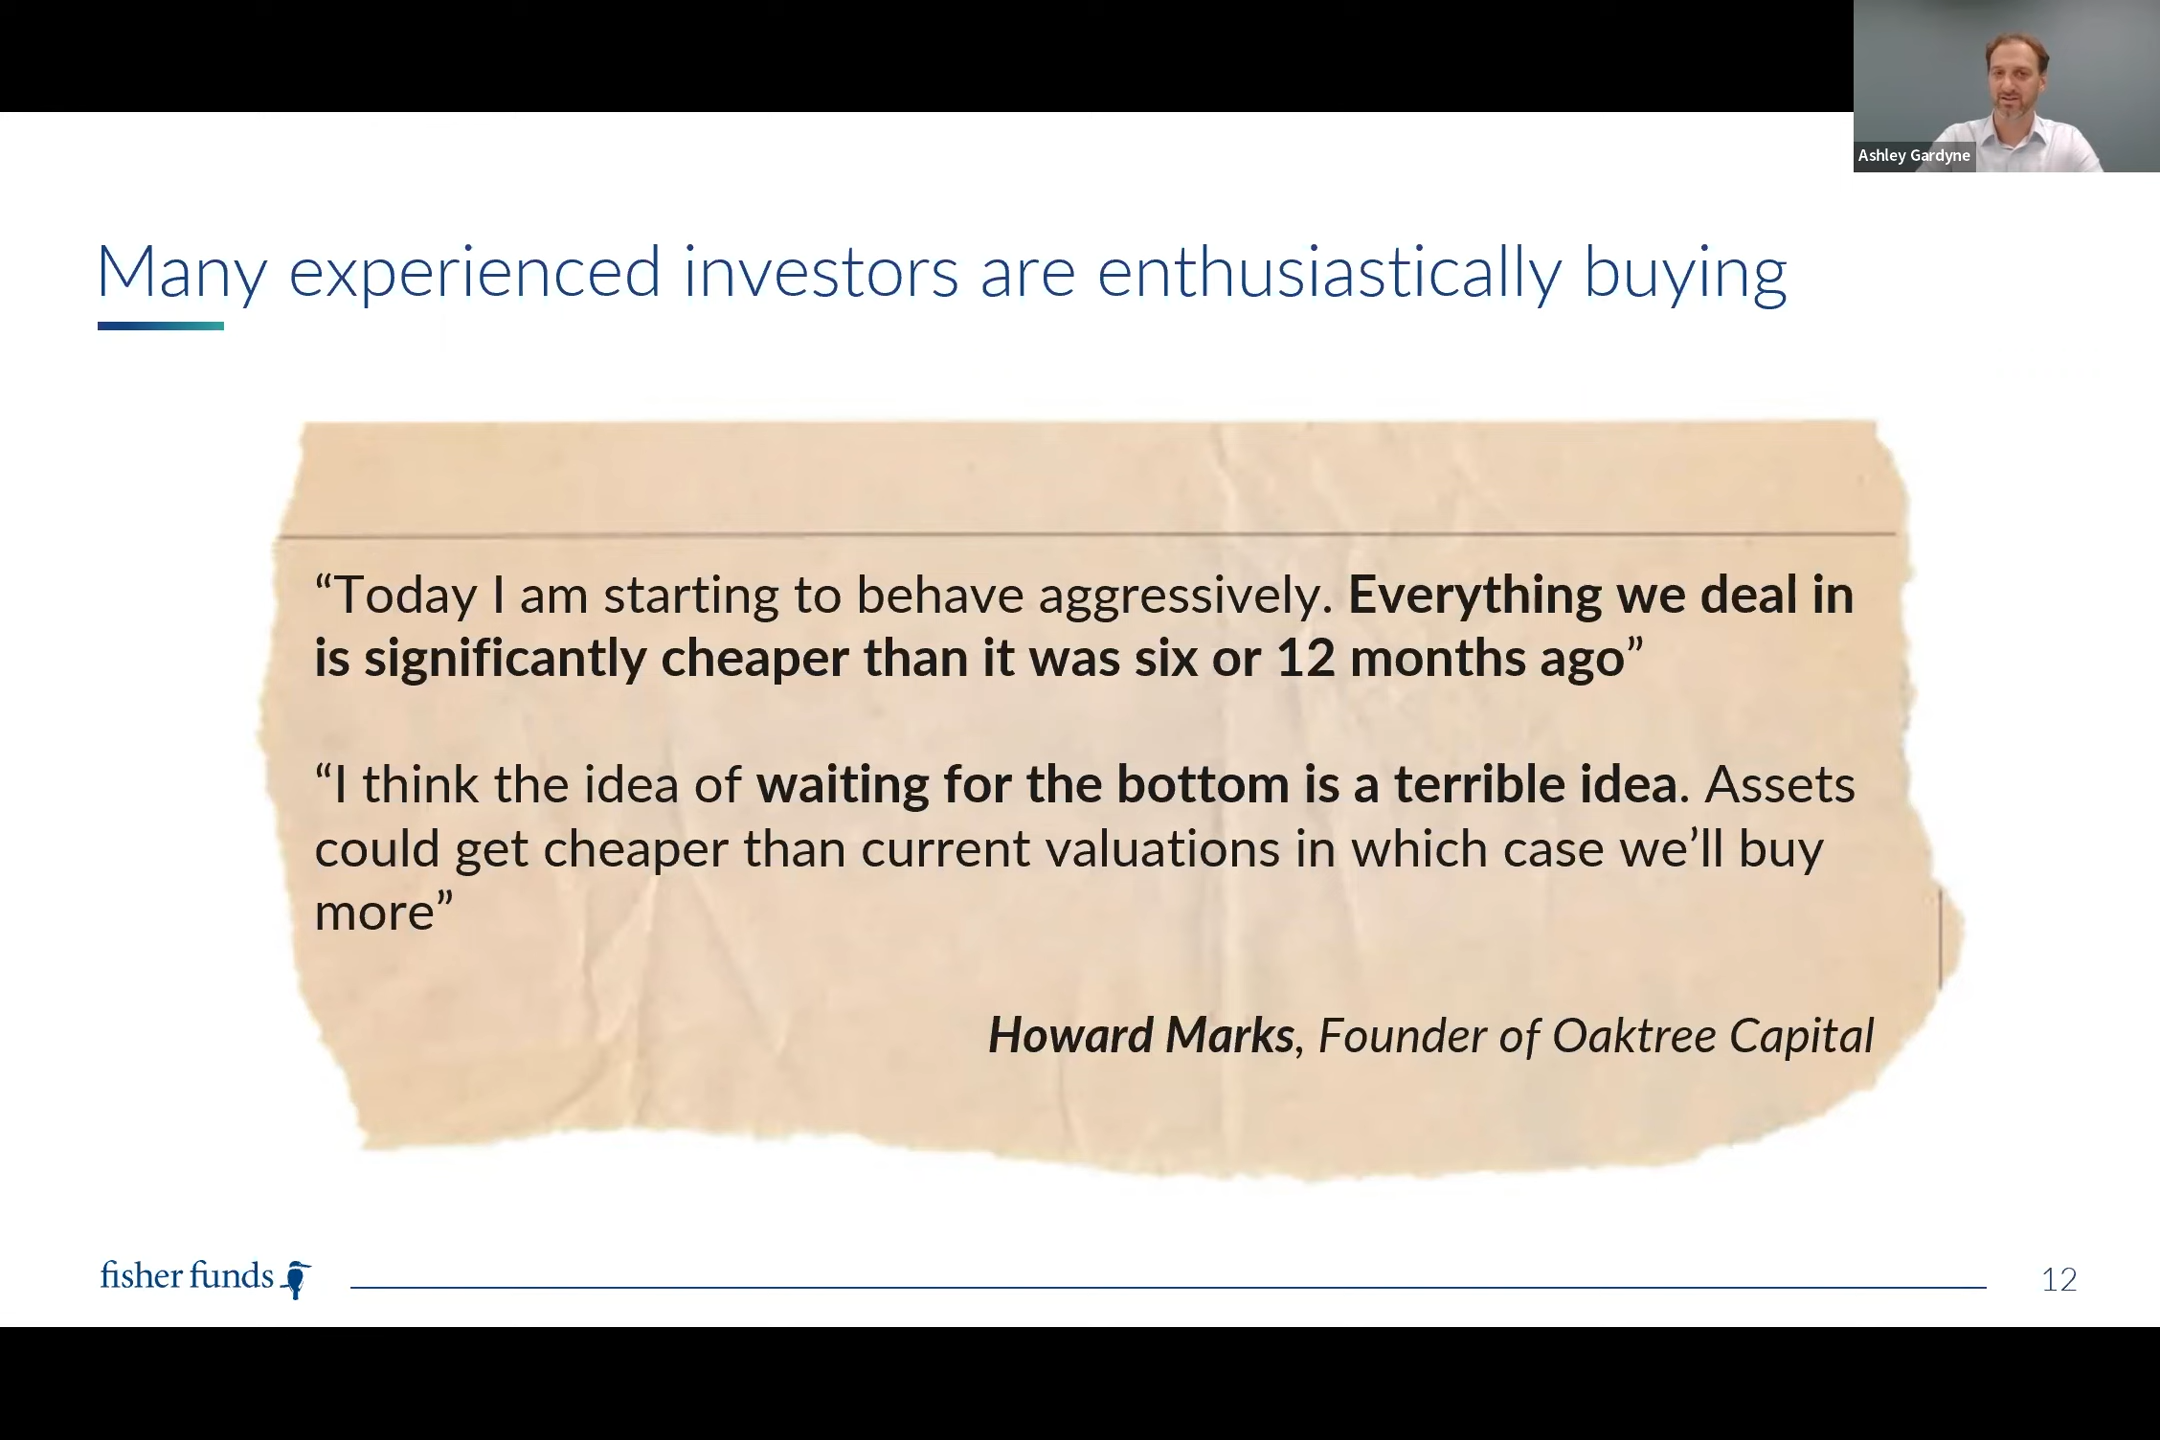 Ashley Gardyne
Many experienced investors are enthusiastically buying
“Today I am starting to behave aggressively. Everything we deal in
is significantly cheaper than it was six or 12 months ago”
“I think the idea of waiting for the bottom is a terrible idea. Assets
could get cheaper than current valuations in which case we’ll buy
more”
Howard Marks, Founder of Oaktree Capital
fisher funds
12